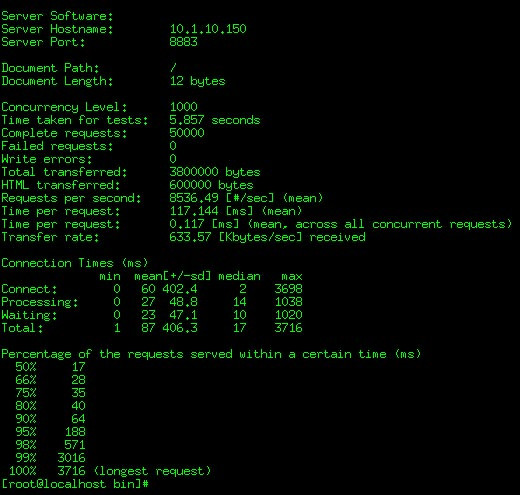 Server Software:
Server Hostname:        10.1.10.150
Server Port:            8883

Document Path:          /
Document Length:        12 bytes

Concurrency Level:      1000
Time taken for tests:   5.857 seconds
Complete requests:      50000
Failed requests:        0
Write errors:           0
Total transferred:      3800000 bytes
HTML transferred:       600000 bytes
Requests per second:    8536.49 [#/sec] (mean)
Time per request:       117.144 [ms] (mean)
Time per request:       0.117 [ms] (mean, across all concurrent requests)
Transfer rate:          633.57 [Kbytes/sec] received

Connection Times (ms)
              min  mean[+/-sd] median   max
Connect:        0   60 402.4      2    3698
Processing:     0   27  48.8     14    1038
Waiting:        0   23  47.1     10    1020
Total:          1   87 406.3     17    3716

Percentage of the requests served within a certain time (ms)
  50%     17
  66%     28
  75%     35
  80%     40
  90%     64
  95%    188
  98%    571
  99%   3016
 100%   3716 (longest request)
[root@localhost bin]#